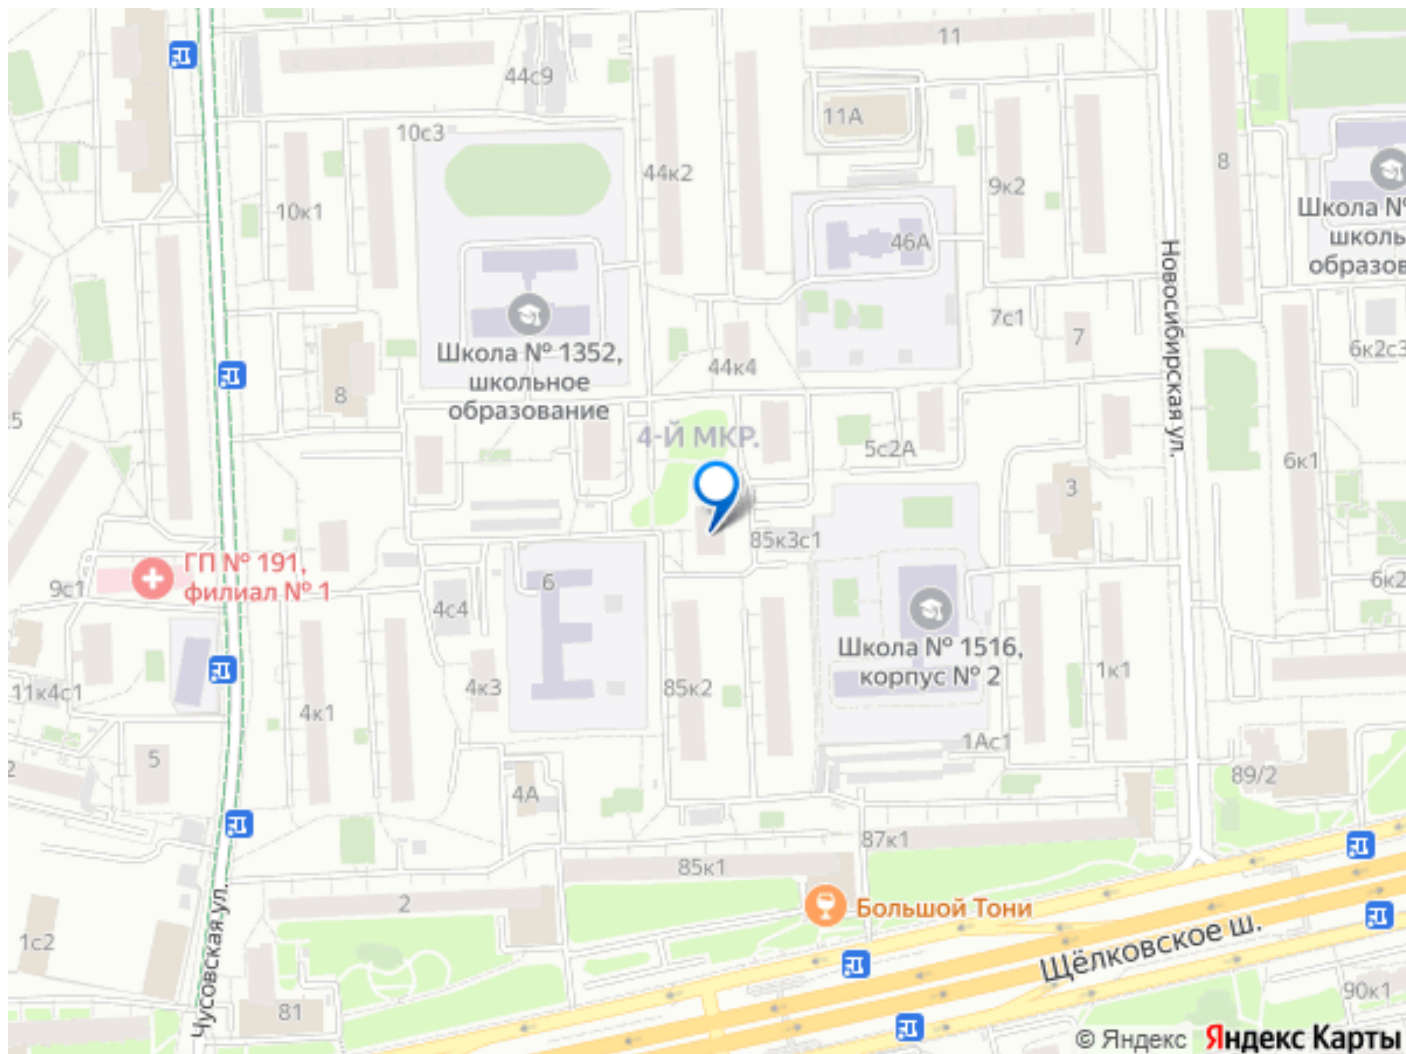 11
44с9
11А
10с3
8
44к2
9к2
Школа №
школь
образов
10к1
46А
Новосибирская ул.
7с1
7
6к2с3
Школа № 1352,
школьное
образование
44к4
8
5
4-Й МКР.
5с2А
6к1
3
85к3с1
ГП № 191,
филиал № 1
9с1
6
6к2
4с4
Школа № 1516,
корпус № 2
1к1
11к4с1
4к3
85к2
4к1
1Ас1
5
2
89/2
4А
87к1
85к1
2
Большой Тони
Чусовская ул.
1с2
Щёлковское ш.
90к1
81
© Яндекс Яндекс Карты